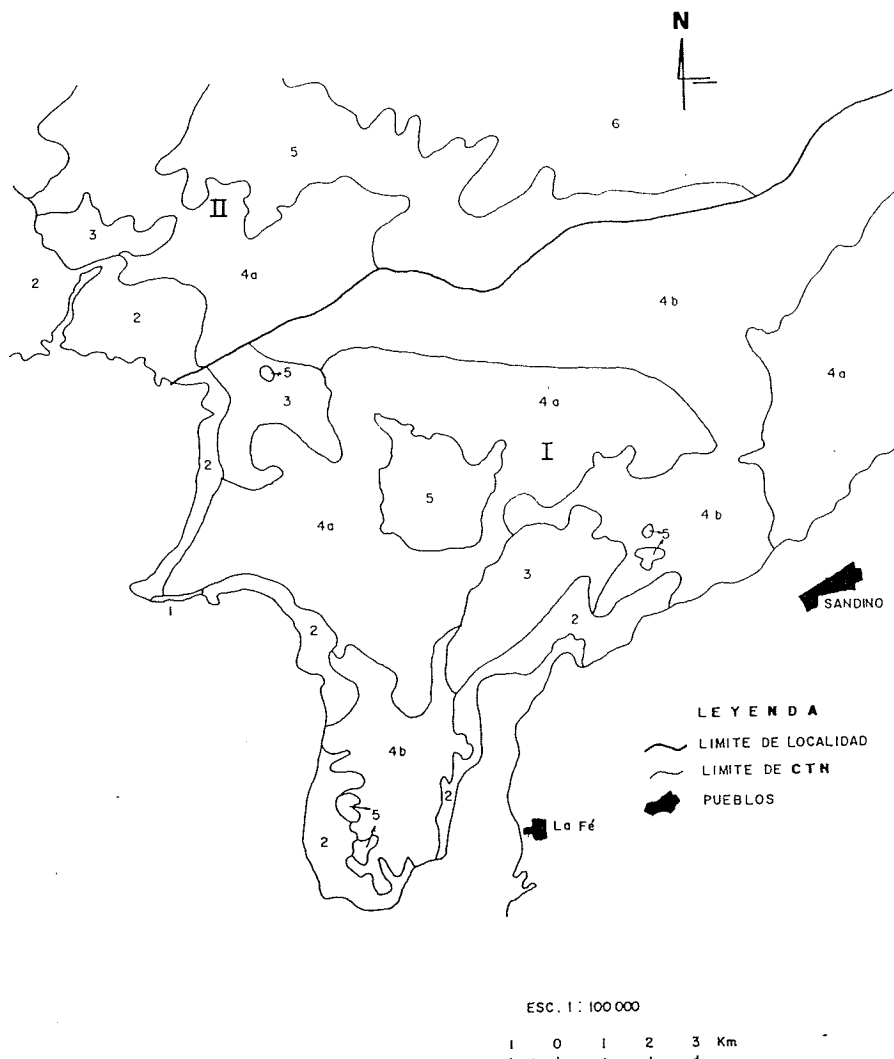 N
6
5
II
3
4a
2
2
4b
5
3
4a
4a
I
2
5
4a
4b
5
3
SANDINO
1
2
2
LEYENDA
LIMITE DE LOCALIDAD
4b
LIMITE DE CTN
2
PUEBLOS
5
La Fé
2
ESC. 1 : 100 000
1 0 1 2 3 Km